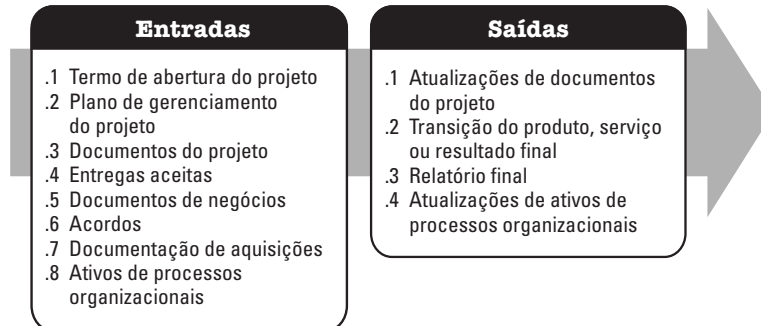 Entradas
.1 Termo de abertura do projeto
.2 Plano de gerenciamento
do projeto
.3 Documentos do projeto
.4 Entregas aceitas
.5 Documentos de negócios
.6 Acordos
.7 Documentação de aquisições
.8 Ativos de processos
organizacionais
Saídas
.1 Atualizações de documentos
do projeto
.2 Transição do produto, serviço
ou resultado final
.3 Relatório final
.4 Atualizações de ativos de
processos organizacionais